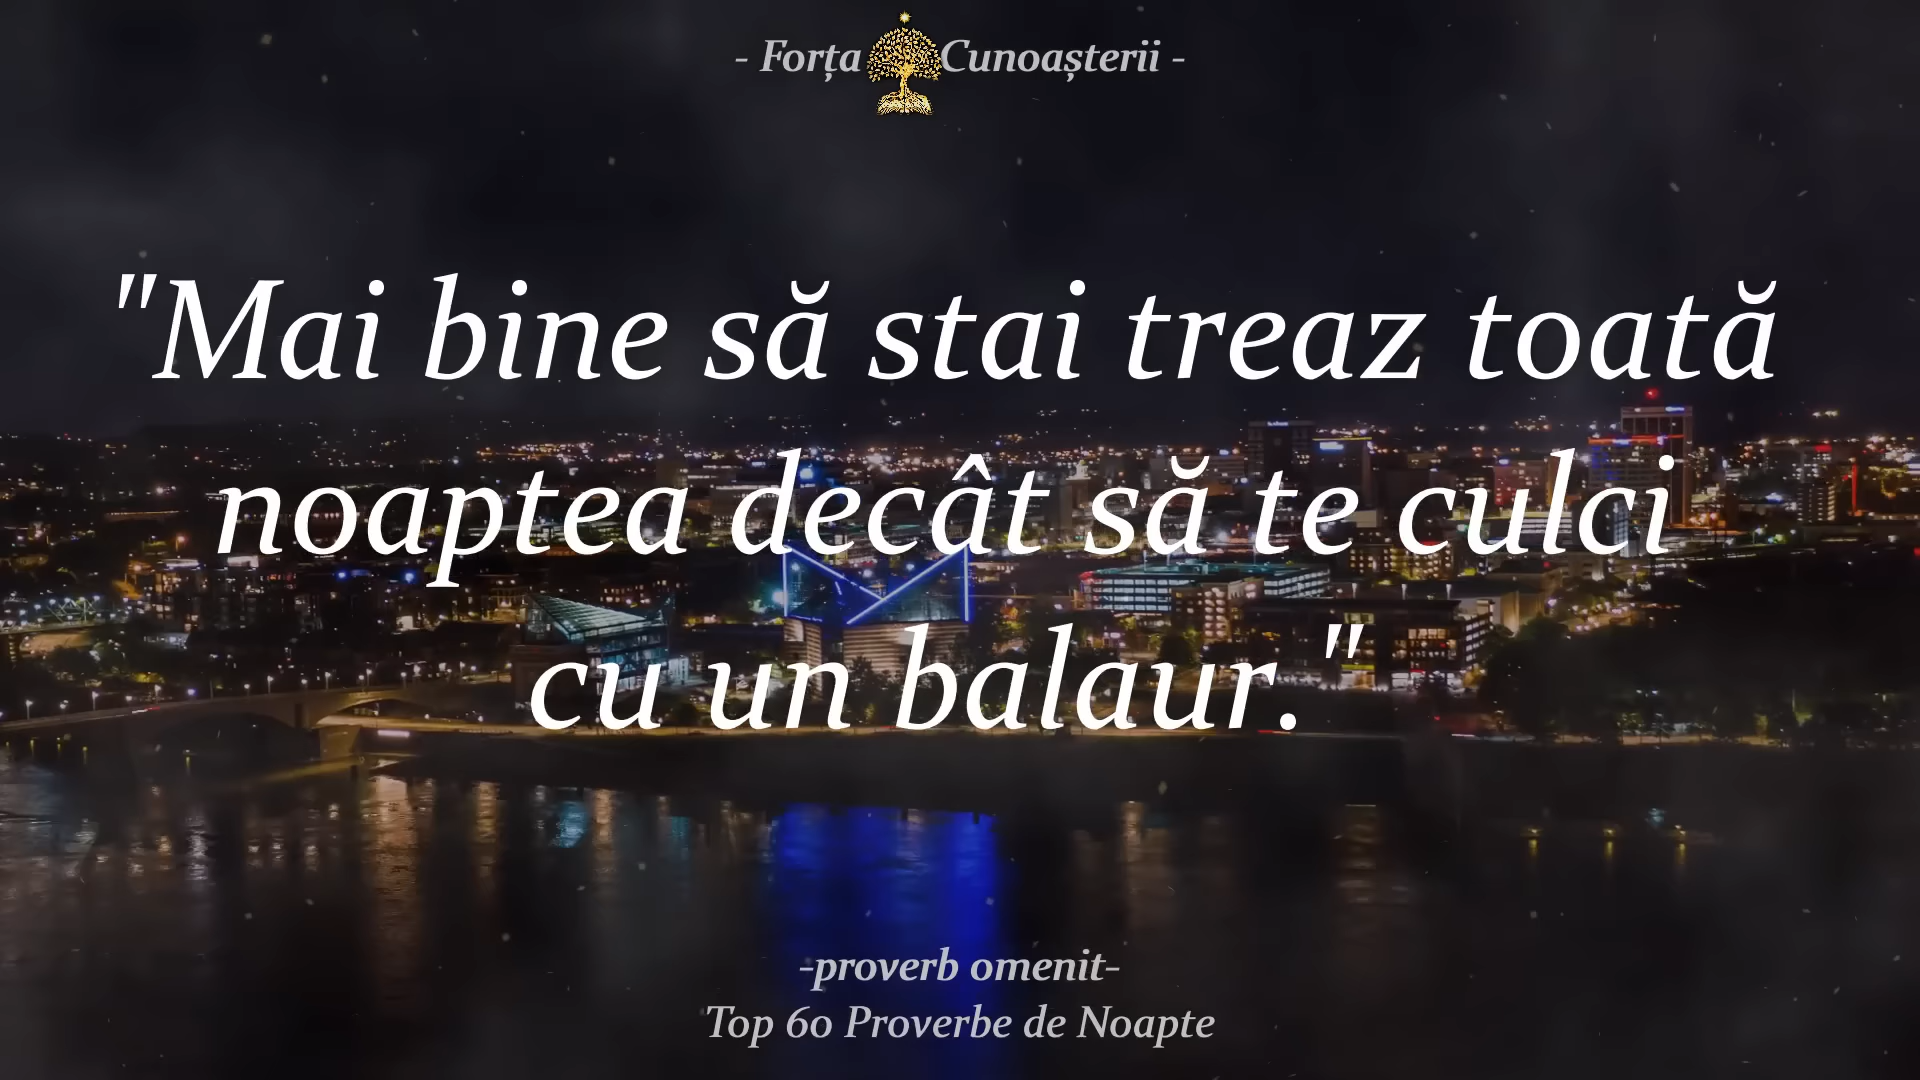 - Forța Cunoașterii -
"Mai bine să stai treaz toată
noaptea decât să te culci
cu un balaur."
-proverb omenit-
Top 60 Proverbe de Noapte